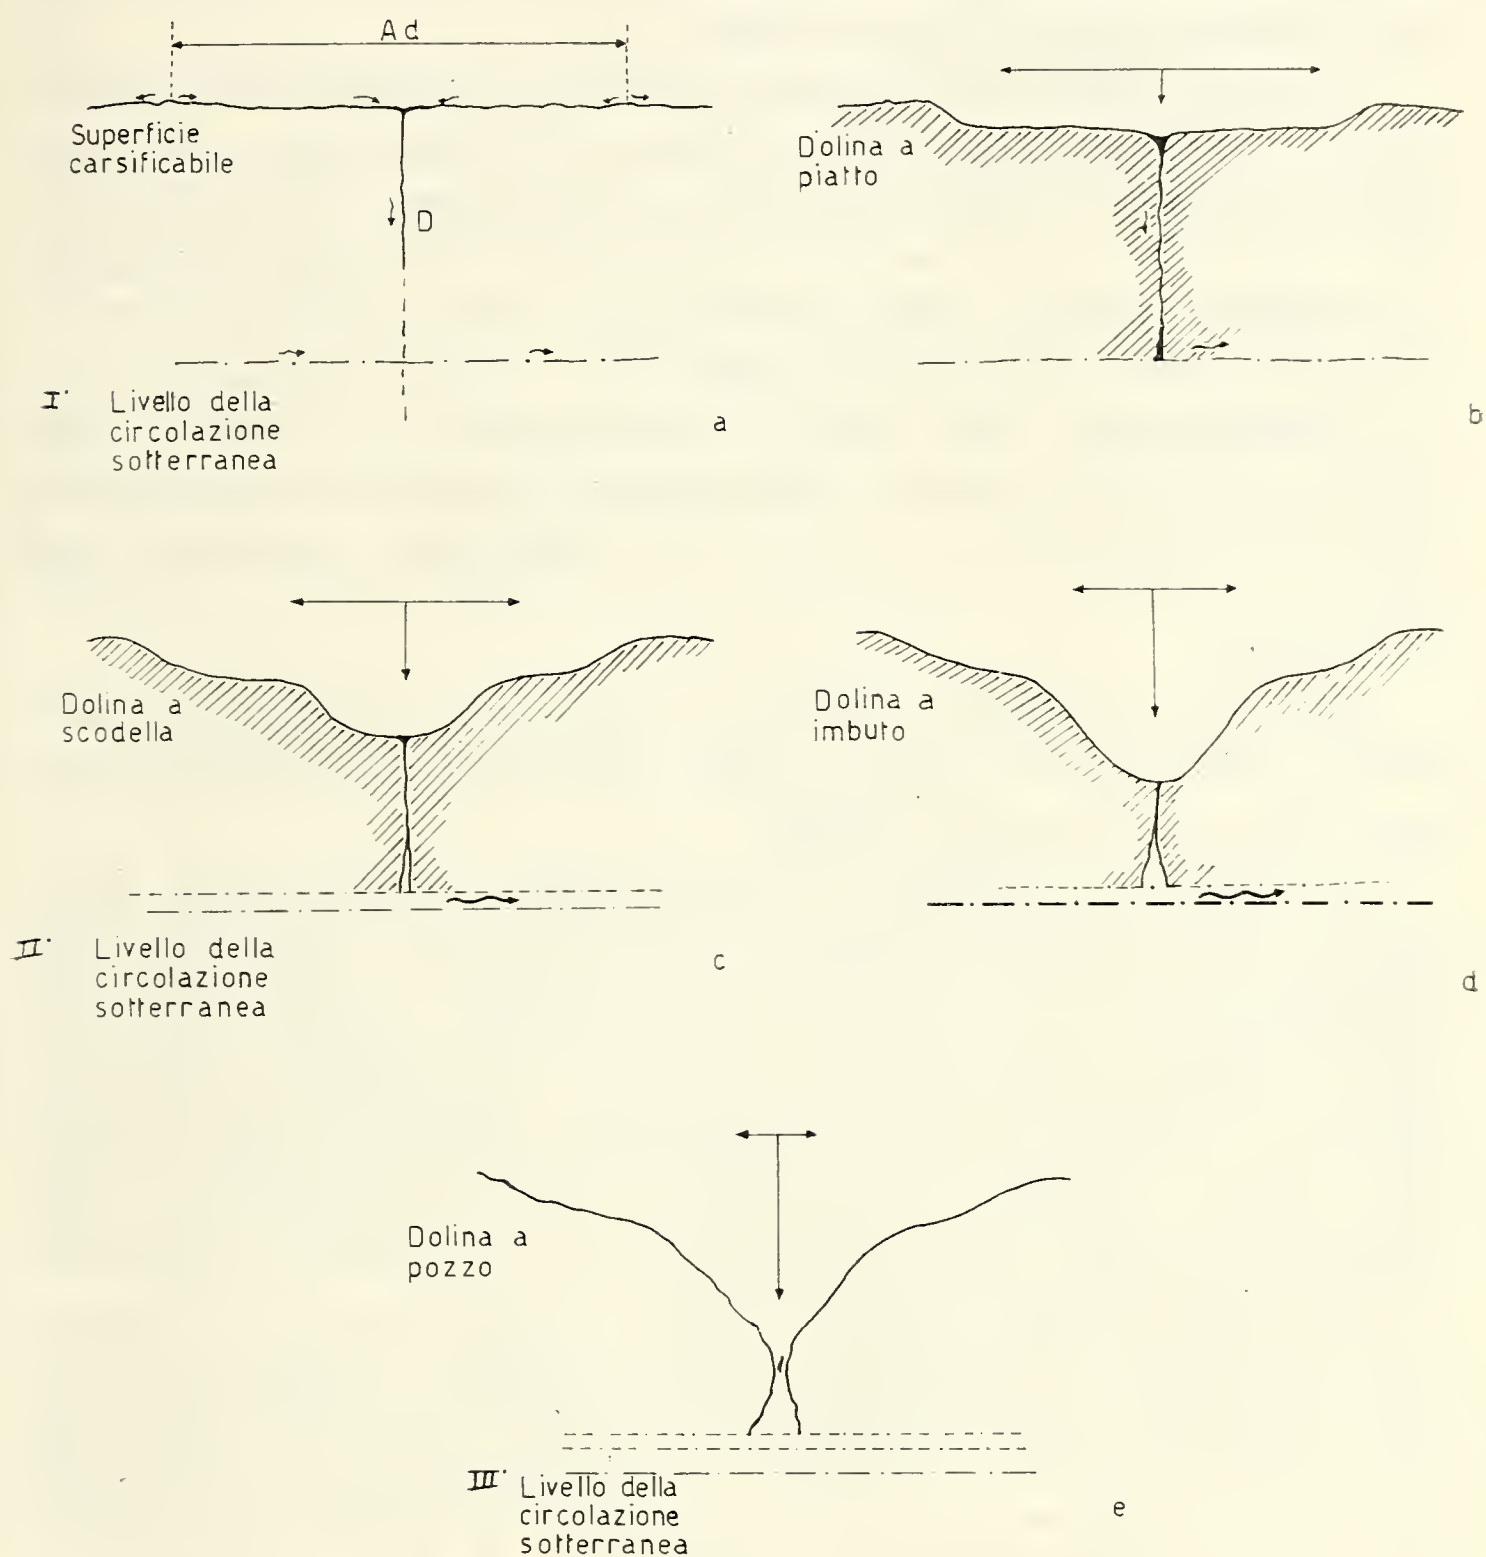 Ad
Superficie
carsificabile
D
I° Livello della
circolazione
sotterranea
a
Dolina a
piatto
b
Dolina a
scodella
II° Livello della
circolazione
sotterranea
c
Dolina a
imbuto
d
Dolina a
pozzo
III° Livello della
circolazione
sotterranea
e